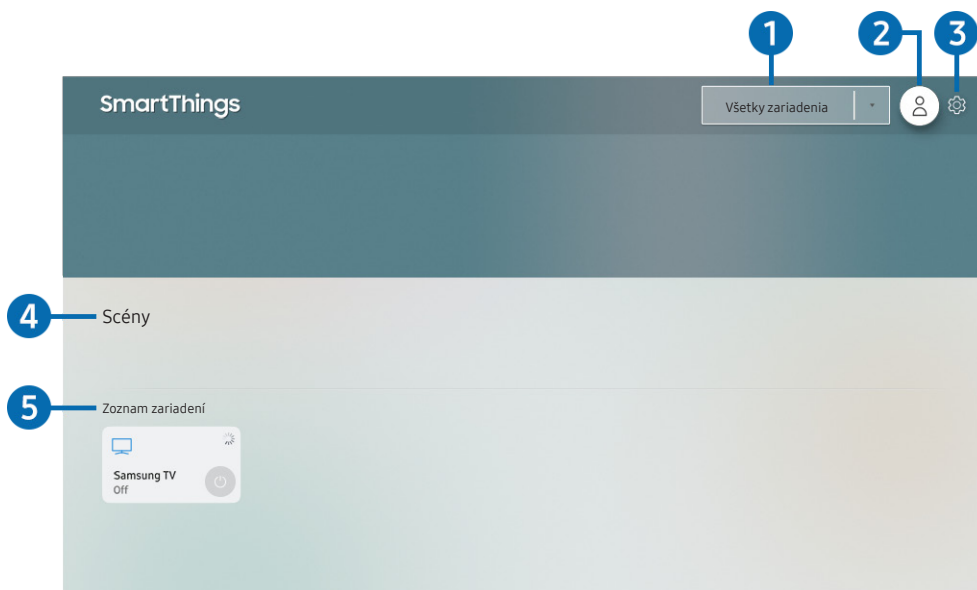 1
2
3
SmartThings
Všetky zariadenia
4
Scény
5
Zoznam zariadení
Samsung TV
Off